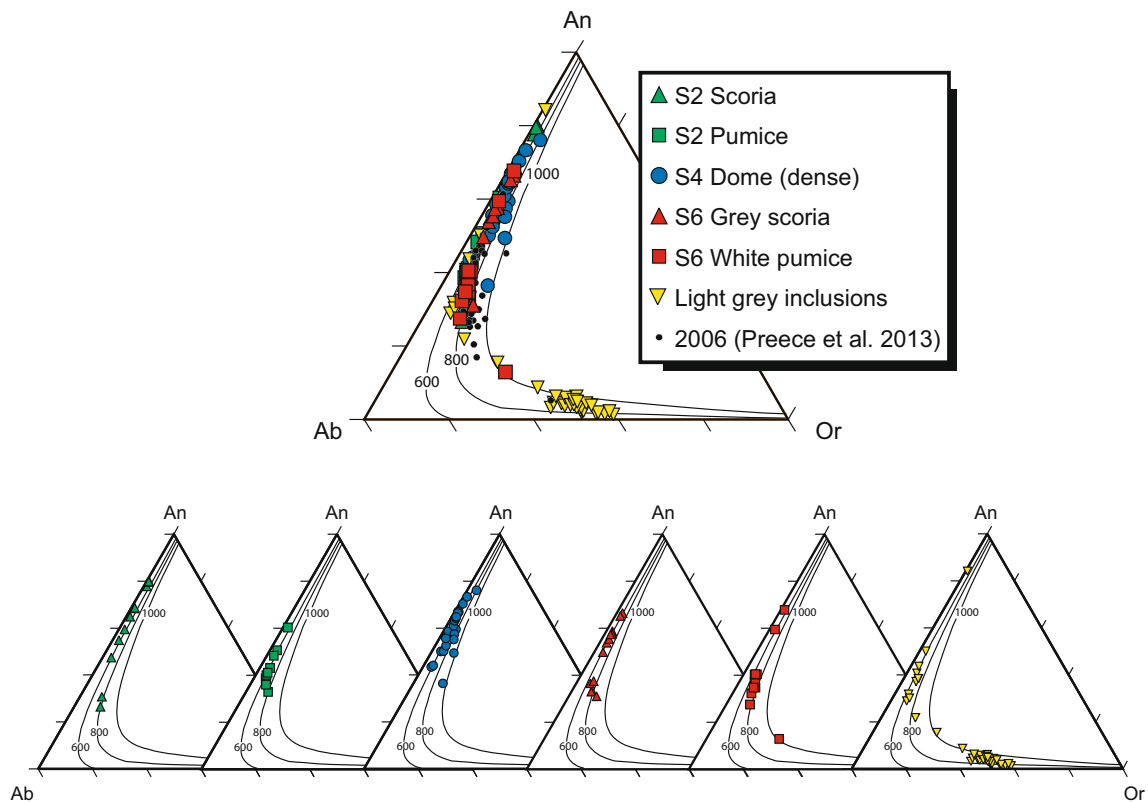 An
S2 Scoria
S2 Pumice
S4 Dome (dense)
S6 Grey scoria
S6 White pumice
Light grey inclusions
2006 (Preece et al. 2013)
1000
800
600
Ab
Or
An
An
An
An
An
An
1000
1000
1000
1000
1000
1000
600
800
600
800
600
800
600
800
600
800
600
800
Ab
Or